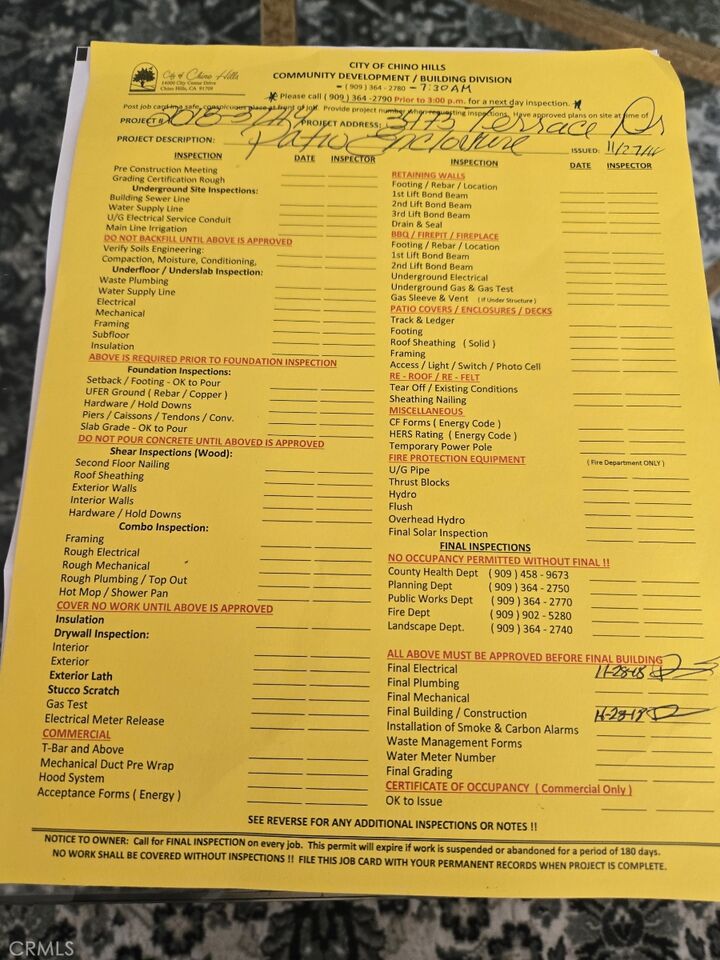 City of Chino Hills
14000 City Center Drive
Chino Hills, CA 91709
CITY OF CHINO HILLS
COMMUNITY DEVELOPMENT / BUILDING DIVISION
( 909 ) 364 - 2780 - 7:30 AM
* Please call ( 909 ) 364 - 2790 Prior to 3:00 p.m. for a next day inspection. *
Post job card in a safe, conspicuous place at front of job. Provide project number when requesting inspections. Have approved plans on site at time of
PROJECT # PROJECT ADDRESS: Terrace Dr
PROJECT DESCRIPTION: Patio Enclosure ISSUED: 11/27/18
INSPECTION DATE INSPECTOR
Pre Construction Meeting
Grading Certification Rough
Underground Site Inspections:
Building Sewer Line
Water Supply Line
U/G Electrical Service Conduit
Main Line Irrigation
DO NOT BACKFILL UNTIL ABOVE IS APPROVED
Verify Soils Engineering:
Compaction, Moisture, Conditioning,
Underfloor / Underslab Inspection:
Waste Plumbing
Water Supply Line
Electrical
Mechanical
Framing
Subfloor
Insulation
ABOVE IS REQUIRED PRIOR TO FOUNDATION INSPECTION
Foundation Inspections:
Setback / Footing - OK to Pour
UFER Ground ( Rebar / Copper )
Hardware / Hold Downs
Piers / Caissons / Tendons / Conv.
Slab Grade - OK to Pour
DO NOT POUR CONCRETE UNTIL ABOVED IS APPROVED
Shear Inspections (Wood):
Second Floor Nailing
Roof Sheathing
Exterior Walls
Interior Walls
Hardware / Hold Downs
Combo Inspection:
Framing
Rough Electrical
Rough Mechanical
Rough Plumbing / Top Out
Hot Mop / Shower Pan
COVER NO WORK UNTIL ABOVE IS APPROVED
Insulation
Drywall Inspection:
Interior
Exterior
Exterior Lath
Stucco Scratch
Gas Test
Electrical Meter Release
COMMERCIAL
T-Bar and Above
Mechanical Duct Pre Wrap
Hood System
Acceptance Forms ( Energy )
INSPECTION DATE INSPECTOR
RETAINING WALLS
Footing / Rebar / Location
1st Lift Bond Beam
2nd Lift Bond Beam
3rd Lift Bond Beam
Drain & Seal
BBQ / FIREPIT / FIREPLACE
Footing / Rebar / Location
1st Lift Bond Beam
2nd Lift Bond Beam
Underground Electrical
Underground Gas & Gas Test
Gas Sleeve & Vent ( If Under Structure )
PATIO COVERS / ENCLOSURES / DECKS
Track & Ledger
Footing
Roof Sheathing ( Solid )
Framing
Access / Light / Switch / Photo Cell
RE - ROOF / RE - FELT
Tear Off / Existing Conditions
Sheathing Nailing
MISCELLANEOUS
CF Forms ( Energy Code )
HERS Rating ( Energy Code )
Temporary Power Pole
FIRE PROTECTION EQUIPMENT ( Fire Department ONLY )
U/G Pipe
Thrust Blocks
Hydro
Flush
Overhead Hydro
Final Solar Inspection
FINAL INSPECTIONS
NO OCCUPANCY PERMITTED WITHOUT FINAL !!
County Health Dept ( 909 ) 458 - 9673
Planning Dept ( 909 ) 364 - 2750
Public Works Dept ( 909 ) 364 - 2770
Fire Dept ( 909 ) 902 - 5280
Landscape Dept. ( 909 ) 364 - 2740
ALL ABOVE MUST BE APPROVED BEFORE FINAL BUILDING
Final Electrical 11-28-18
Final Plumbing
Final Mechanical
Final Building / Construction 11-28-18
Installation of Smoke & Carbon Alarms
Waste Management Forms
Water Meter Number
Final Grading
CERTIFICATE OF OCCUPANCY ( Commercial Only )
OK to Issue
SEE REVERSE FOR ANY ADDITIONAL INSPECTIONS OR NOTES !!
NOTICE TO OWNER: Call for FINAL INSPECTION on every job. This permit will expire if work is suspended or abandoned for a period of 180 days.
NO WORK SHALL BE COVERED WITHOUT INSPECTIONS !! FILE THIS JOB CARD WITH YOUR PERMANENT RECORDS WHEN PROJECT IS COMPLETE.
CRMLS